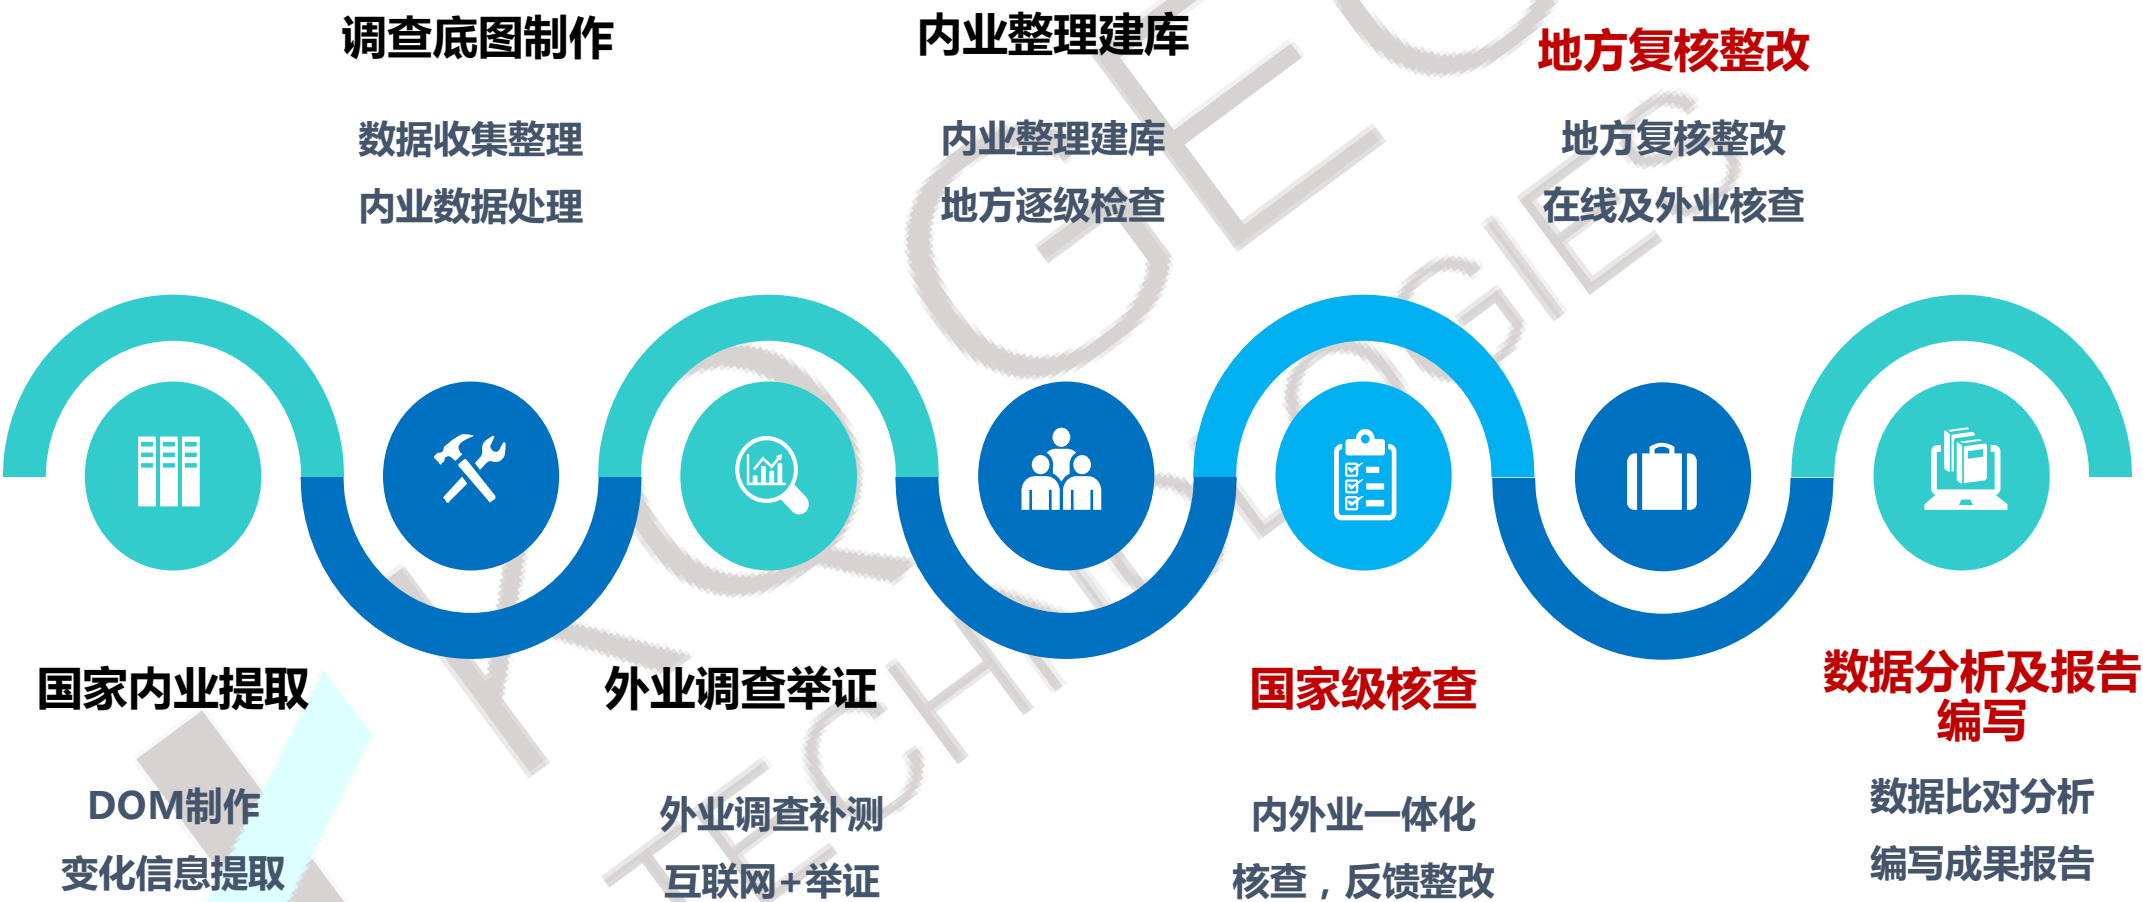 调查底图制作
数据收集整理
内业数据处理
内业整理建库
内业整理建库
地方逐级检查
地方复核整改
地方复核整改
在线及外业核查
国家内业提取
DOM制作
变化信息提取
外业调查举证
外业调查补测
互联网+举证
国家级核查
内外业一体化
核查，反馈整改
数据分析及报告
编写
数据比对分析
编写成果报告